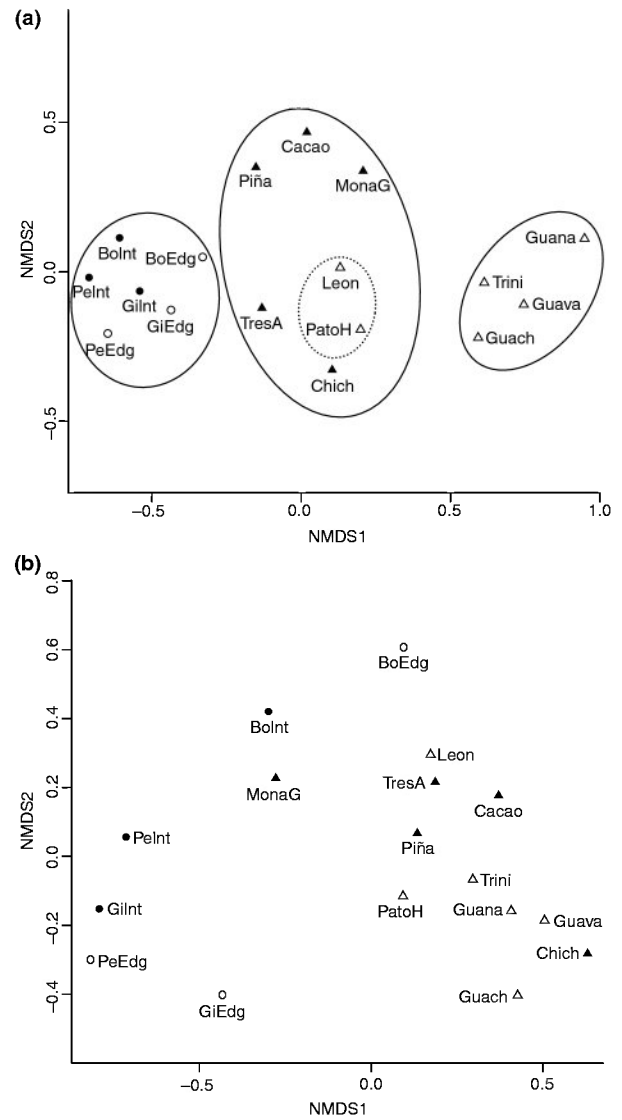 (a)
0.5
Cacao
Piña
MonaG
NMDS2
BoInt
BoEdg
Guana
0.0
PeInt
GiInt
Leon
Trini
GiEdg
TresA
PatoH
Guava
PeEdg
Guach
Chich
−0.5
−0.5 0.0 0.5 1.0
NMDS1
(b)
0.8
0.6
BoEdg
0.4
BoInt
Leon
NMDS2
0.2
MonaG
TresA
Cacao
PeInt
Piña
0.0
Trini
GiInt
PatoH
Guana
−0.2
Guava
PeEdg
Chich
−0.4
GiEdg
Guach
−0.5 0.0 0.5
NMDS1